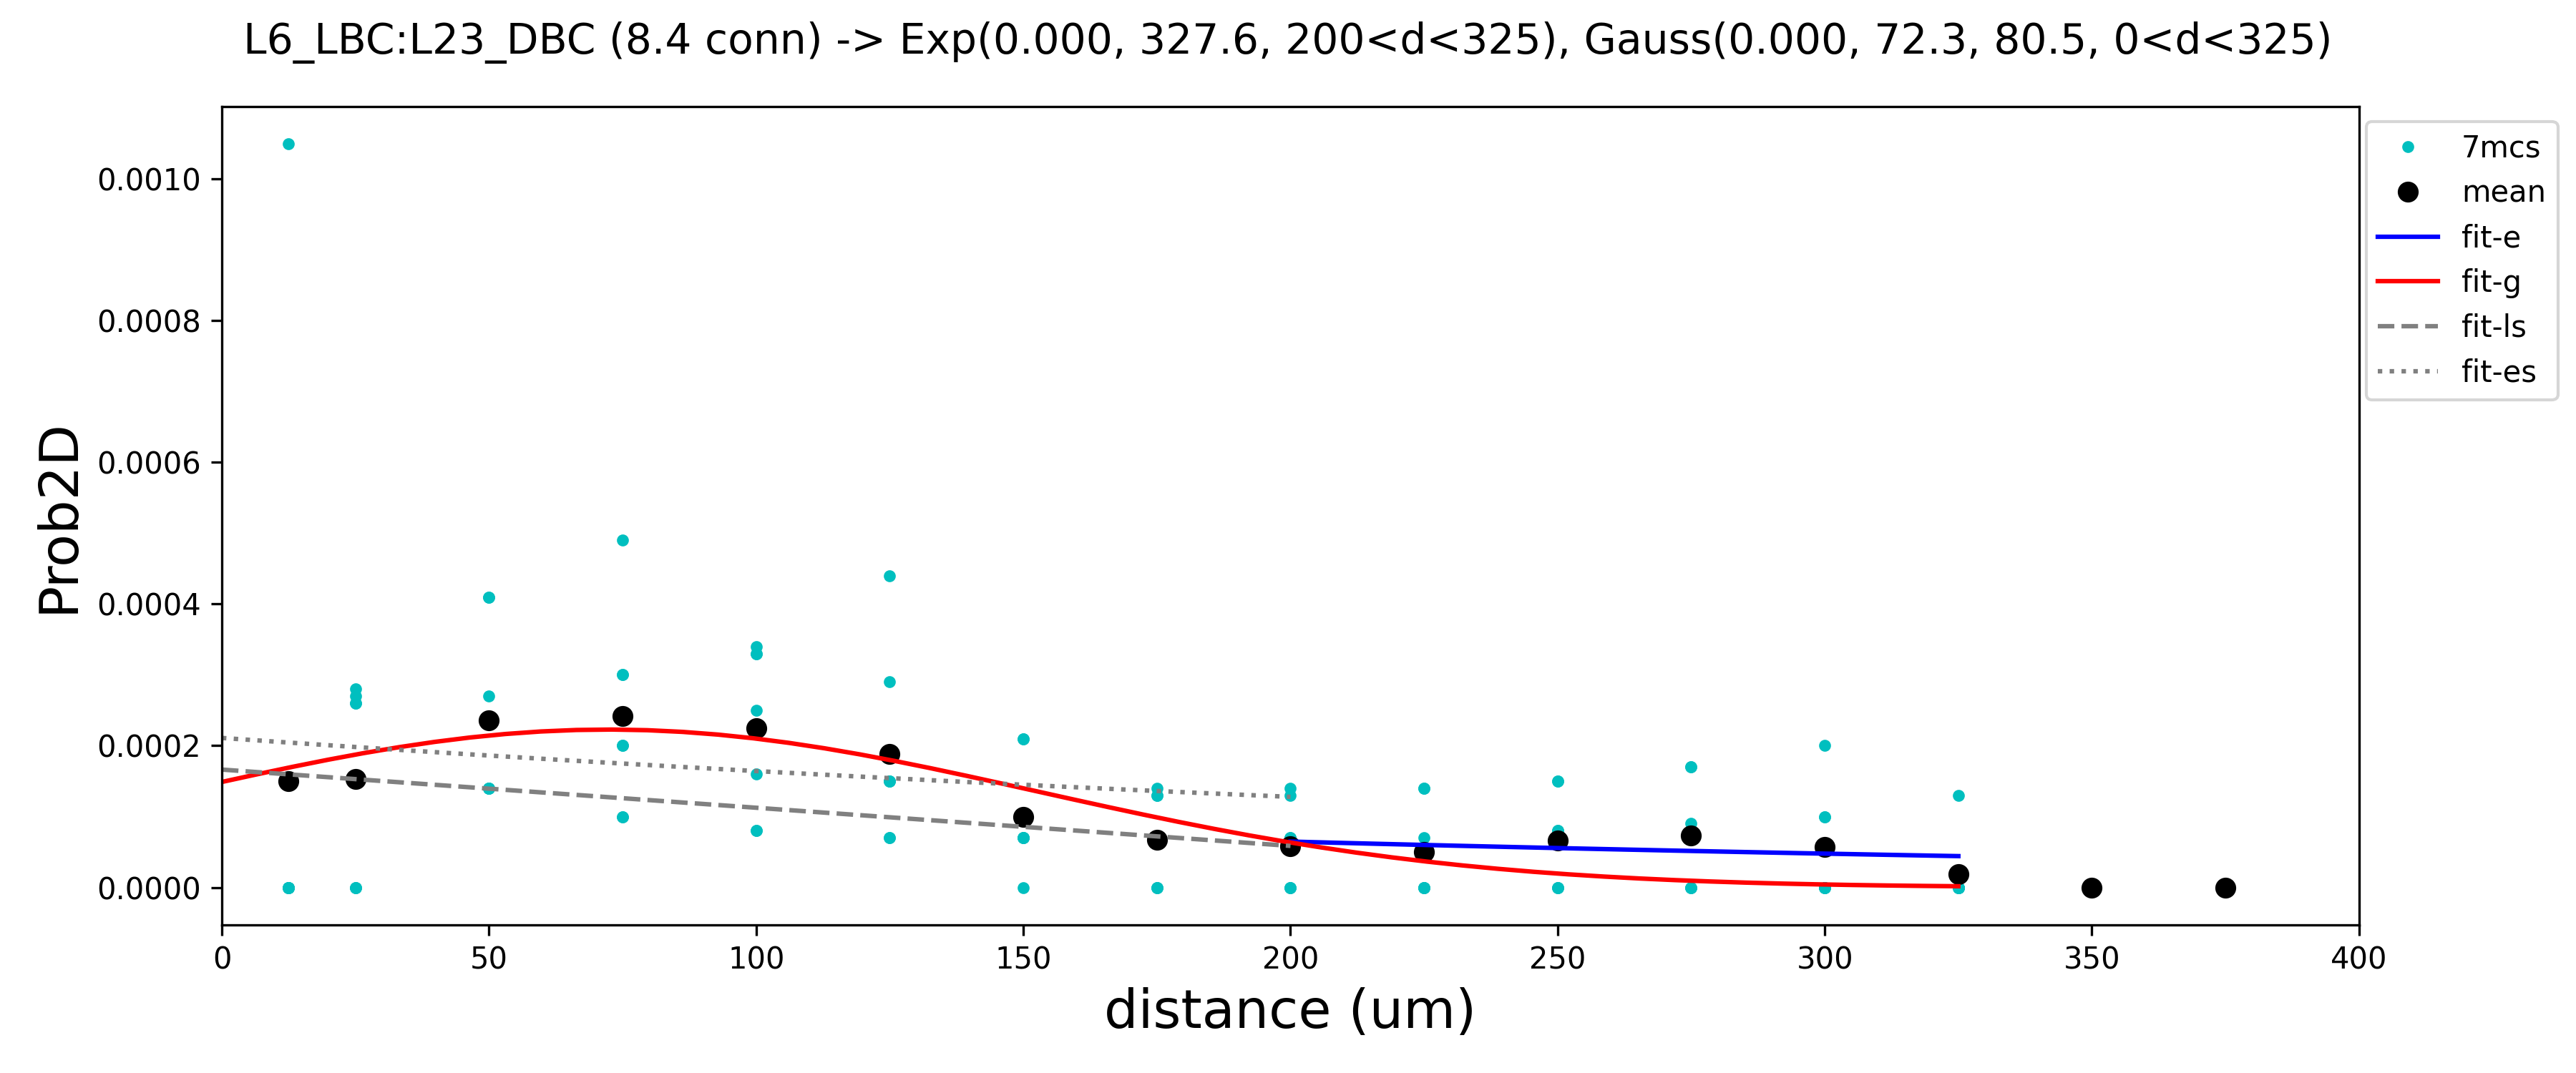 L6_LBC:L23_DBC (8.4 conn) -> Exp(0.000, 327.6, 200<d<325), Gauss(0.000, 72.3, 80.5, 0<d<325)
7mcs
mean
fit-e
fit-g
fit-ls
fit-es
Prob2D
0.0010
0.0008
0.0006
0.0004
0.0002
0.0000
0 50 100 150 200 250 300 350 400
distance (um)